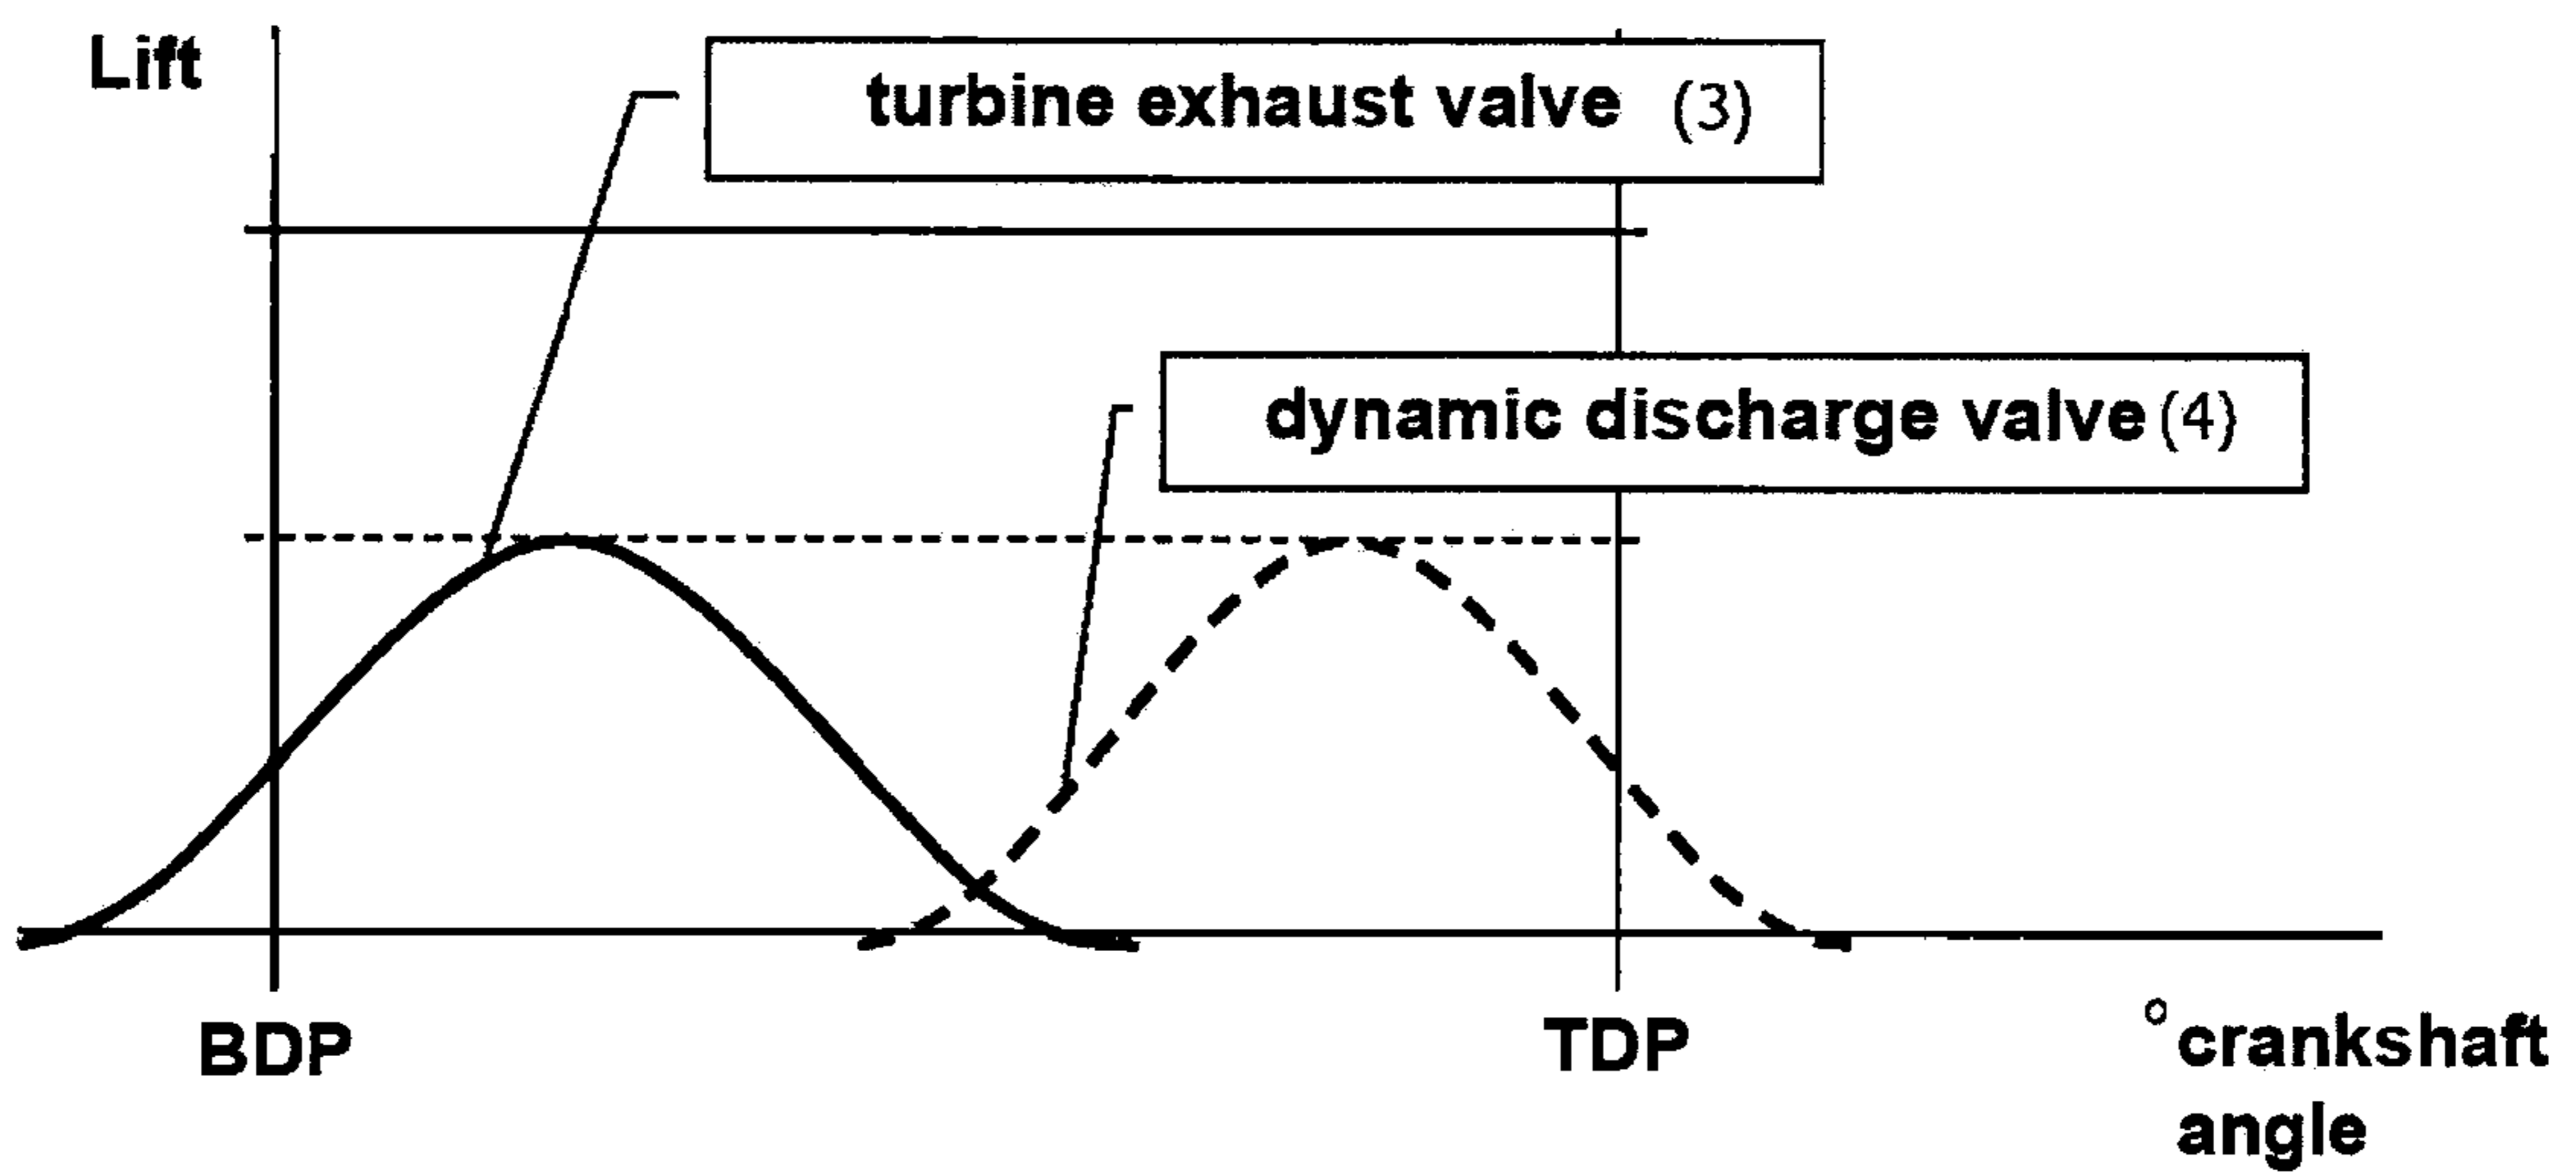 Lift
turbine exhaust valve (3)
dynamic discharge valve (4)
BDP
TDP
° crankshaft
angle